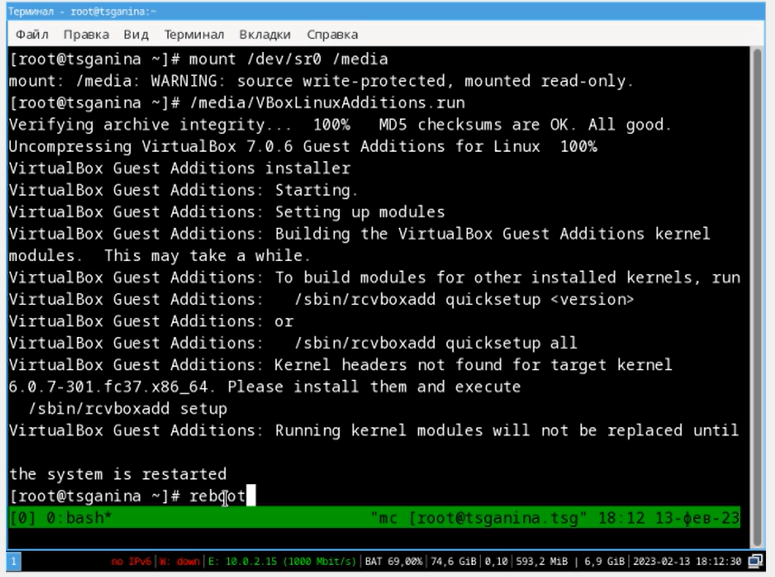 Терминал - root@tsganina:~
Файл Правка Вид Терминал Вкладки Справка
[root@tsganina ~]# mount /dev/sr0 /media
mount: /media: WARNING: source write-protected, mounted read-only.
[root@tsganina ~]# /media/VBoxLinuxAdditions.run
Verifying archive integrity...  100%   MD5 checksums are OK. All good.
Uncompressing VirtualBox 7.0.6 Guest Additions for Linux  100%
VirtualBox Guest Additions installer
VirtualBox Guest Additions: Starting.
VirtualBox Guest Additions: Setting up modules
VirtualBox Guest Additions: Building the VirtualBox Guest Additions kernel
modules.  This may take a while.
VirtualBox Guest Additions: To build modules for other installed kernels, run
VirtualBox Guest Additions:   /sbin/rcvboxadd quicksetup <version>
VirtualBox Guest Additions: or
VirtualBox Guest Additions:   /sbin/rcvboxadd quicksetup all
VirtualBox Guest Additions: Kernel headers not found for target kernel
6.0.7-301.fc37.x86_64. Please install them and execute
  /sbin/rcvboxadd setup
VirtualBox Guest Additions: Running kernel modules will not be replaced until
the system is restarted
[root@tsganina ~]# reboot
[0] 0:bash* "mc [root@tsganina.tsg" 18:12 13-фев-23
1 no IPv6|W: down|E: 10.0.2.15 (1000 Mbit/s)|BAT 69,00%|74,6 GiB|0,10|593,2 MiB | 6,9 GiB|2023-02-13 18:12:30